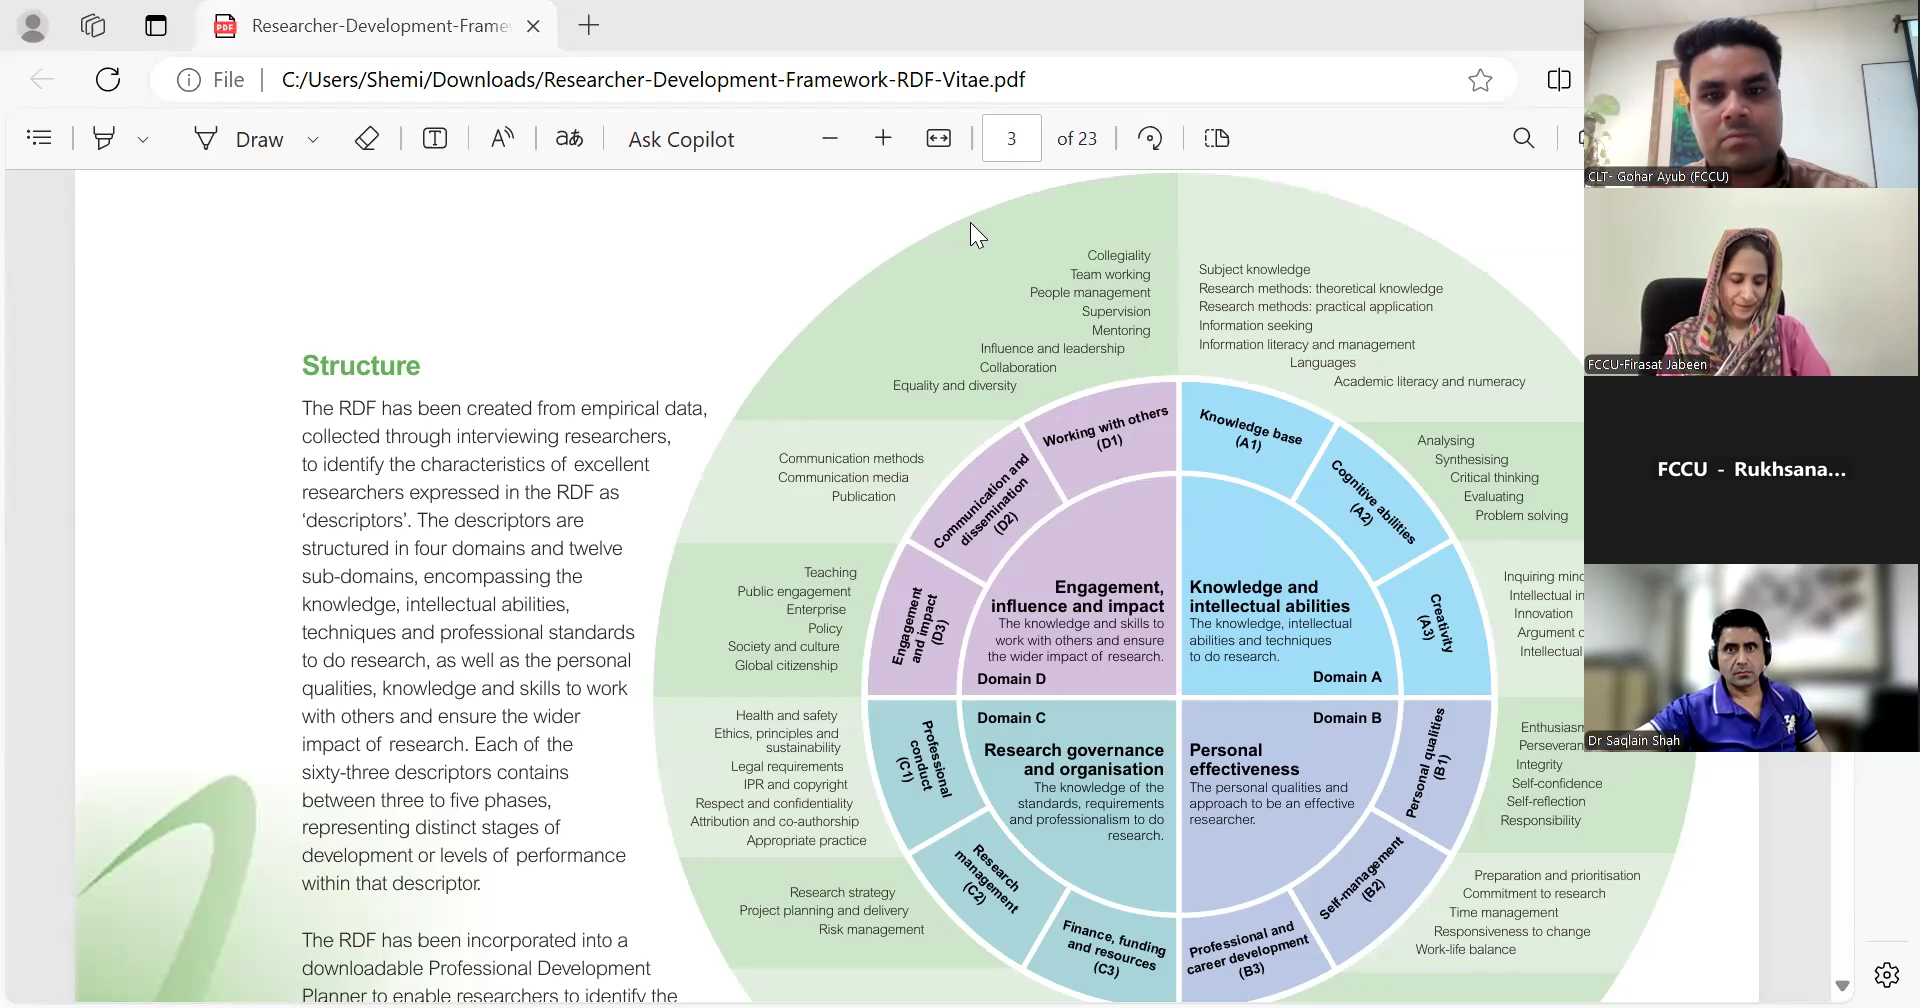 Researcher-Development-Frame
File
C:/Users/Shemi/Downloads/Researcher-Development-Framework-RDF-Vitae.pdf
Draw
Ask Copilot
3
of 23
Structure
The RDF has been created from empirical data,
collected through interviewing researchers,
to identify the characteristics of excellent
researchers expressed in the RDF as
‘descriptors’. The descriptors are
structured in four domains and twelve
sub-domains, encompassing the
knowledge, intellectual abilities,
techniques and professional standards
to do research, as well as the personal
qualities, knowledge and skills to work
with others and ensure the wider
impact of research. Each of the
sixty-three descriptors contains
between three to five phases,
representing distinct stages of
development or levels of performance
within that descriptor.
The RDF has been incorporated into a
downloadable Professional Development
Planner to enable researchers to identify the
Collegiality
Team working
People management
Supervision
Mentoring
Influence and leadership
Collaboration
Equality and diversity
Communication methods
Communication media
Publication
Teaching
Public engagement
Enterprise
Policy
Society and culture
Global citizenship
Health and safety
Ethics, principles and
sustainability
Legal requirements
IPR and copyright
Respect and confidentiality
Attribution and co-authorship
Appropriate practice
Research strategy
Project planning and delivery
Risk management
Subject knowledge
Research methods: theoretical knowledge
Research methods: practical application
Information seeking
Information literacy and management
Languages
Academic literacy and numeracy
Analysing
Synthesising
Critical thinking
Evaluating
Problem solving
Inquiring mind
Intellectual in
Innovation
Argument c
Intellectual
Enthusiasm
Perseveran
Integrity
Self-confidence
Self-reflection
Responsibility
Preparation and prioritisation
Commitment to research
Time management
Responsiveness to change
Work-life balance
Working with others
(D1)
Communication and
dissemination
(D2)
Engagement
and impact
(D3)
Knowledge base
(A1)
Cognitive abilities
(A2)
Creativity
(A3)
Professional
conduct
(C1)
Research
management
(C2)
Finance, funding
and resources
(C3)
Personal qualities
(B1)
Self-management
(B2)
Professional and
career development
(B3)
Engagement,
influence and impact
The knowledge and skills to
work with others and ensure
the wider impact of research.
Domain D
Knowledge and
intellectual abilities
The knowledge, intellectual
abilities and techniques
to do research.
Domain A
Domain C
Research governance
and organisation
The knowledge of the
standards, requirements
and professionalism to do
research.
Domain B
Personal
effectiveness
The personal qualities and
approach to be an effective
researcher.
CLT- Gohar Ayub (FCCU)
FCCU-Firasat Jabeen
FCCU - Rukhsana...
Dr Saqlain Shah